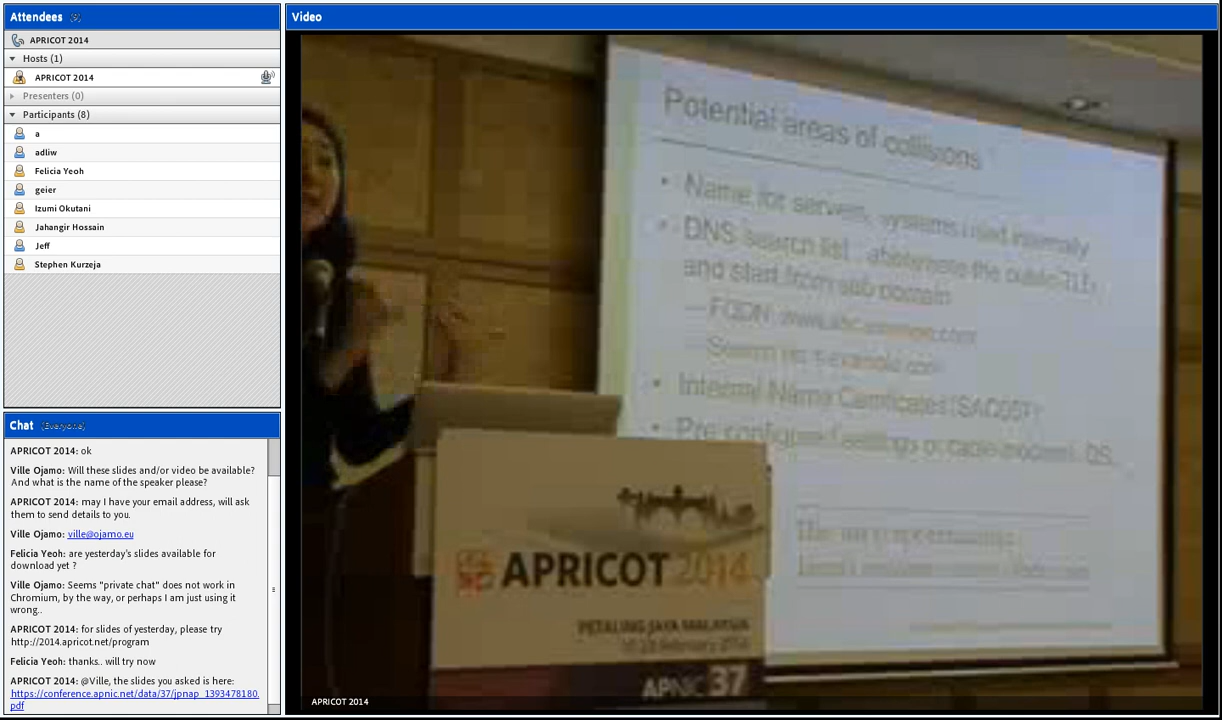 Attendees (9)
APRICOT 2014
Hosts (1)
APRICOT 2014
Presenters (0)
Participants (8)
a
adliw
Felicia Yeoh
geier
Izumi Okutani
Jahangir Hossain
Jeff
Stephen Kurzeja
Chat (Everyone)
APRICOT 2014: ok
Ville Ojamo: Will these slides and/or video be available?
And what is the name of the speaker please?
APRICOT 2014: may I have your email address, will ask
them to send details to you.
Ville Ojamo: ville@ojamo.eu
Felicia Yeoh: are yesterday's slides available for
download yet ?
Ville Ojamo: Seems "private chat" does not work in
Chromium, by the way, or perhaps I am just using it
wrong..
APRICOT 2014: for slides of yesterday, please try
http://2014.apricot.net/program
Felicia Yeoh: thanks.. will try now
APRICOT 2014: @Ville, the slides you asked is here:
https://conference.apnic.net/data/37/jpnap_1393478180.
pdf
Video
Potential areas of collisions
• Name for servers, systems used internally
• DNS search list
and start from sub domain
– FQDN:
• Internal Name Certificates (SAC057)
APRICOT 2014
PETALING JAYA MALAYSIA
February 2014
APNIC 37
APRICOT 2014